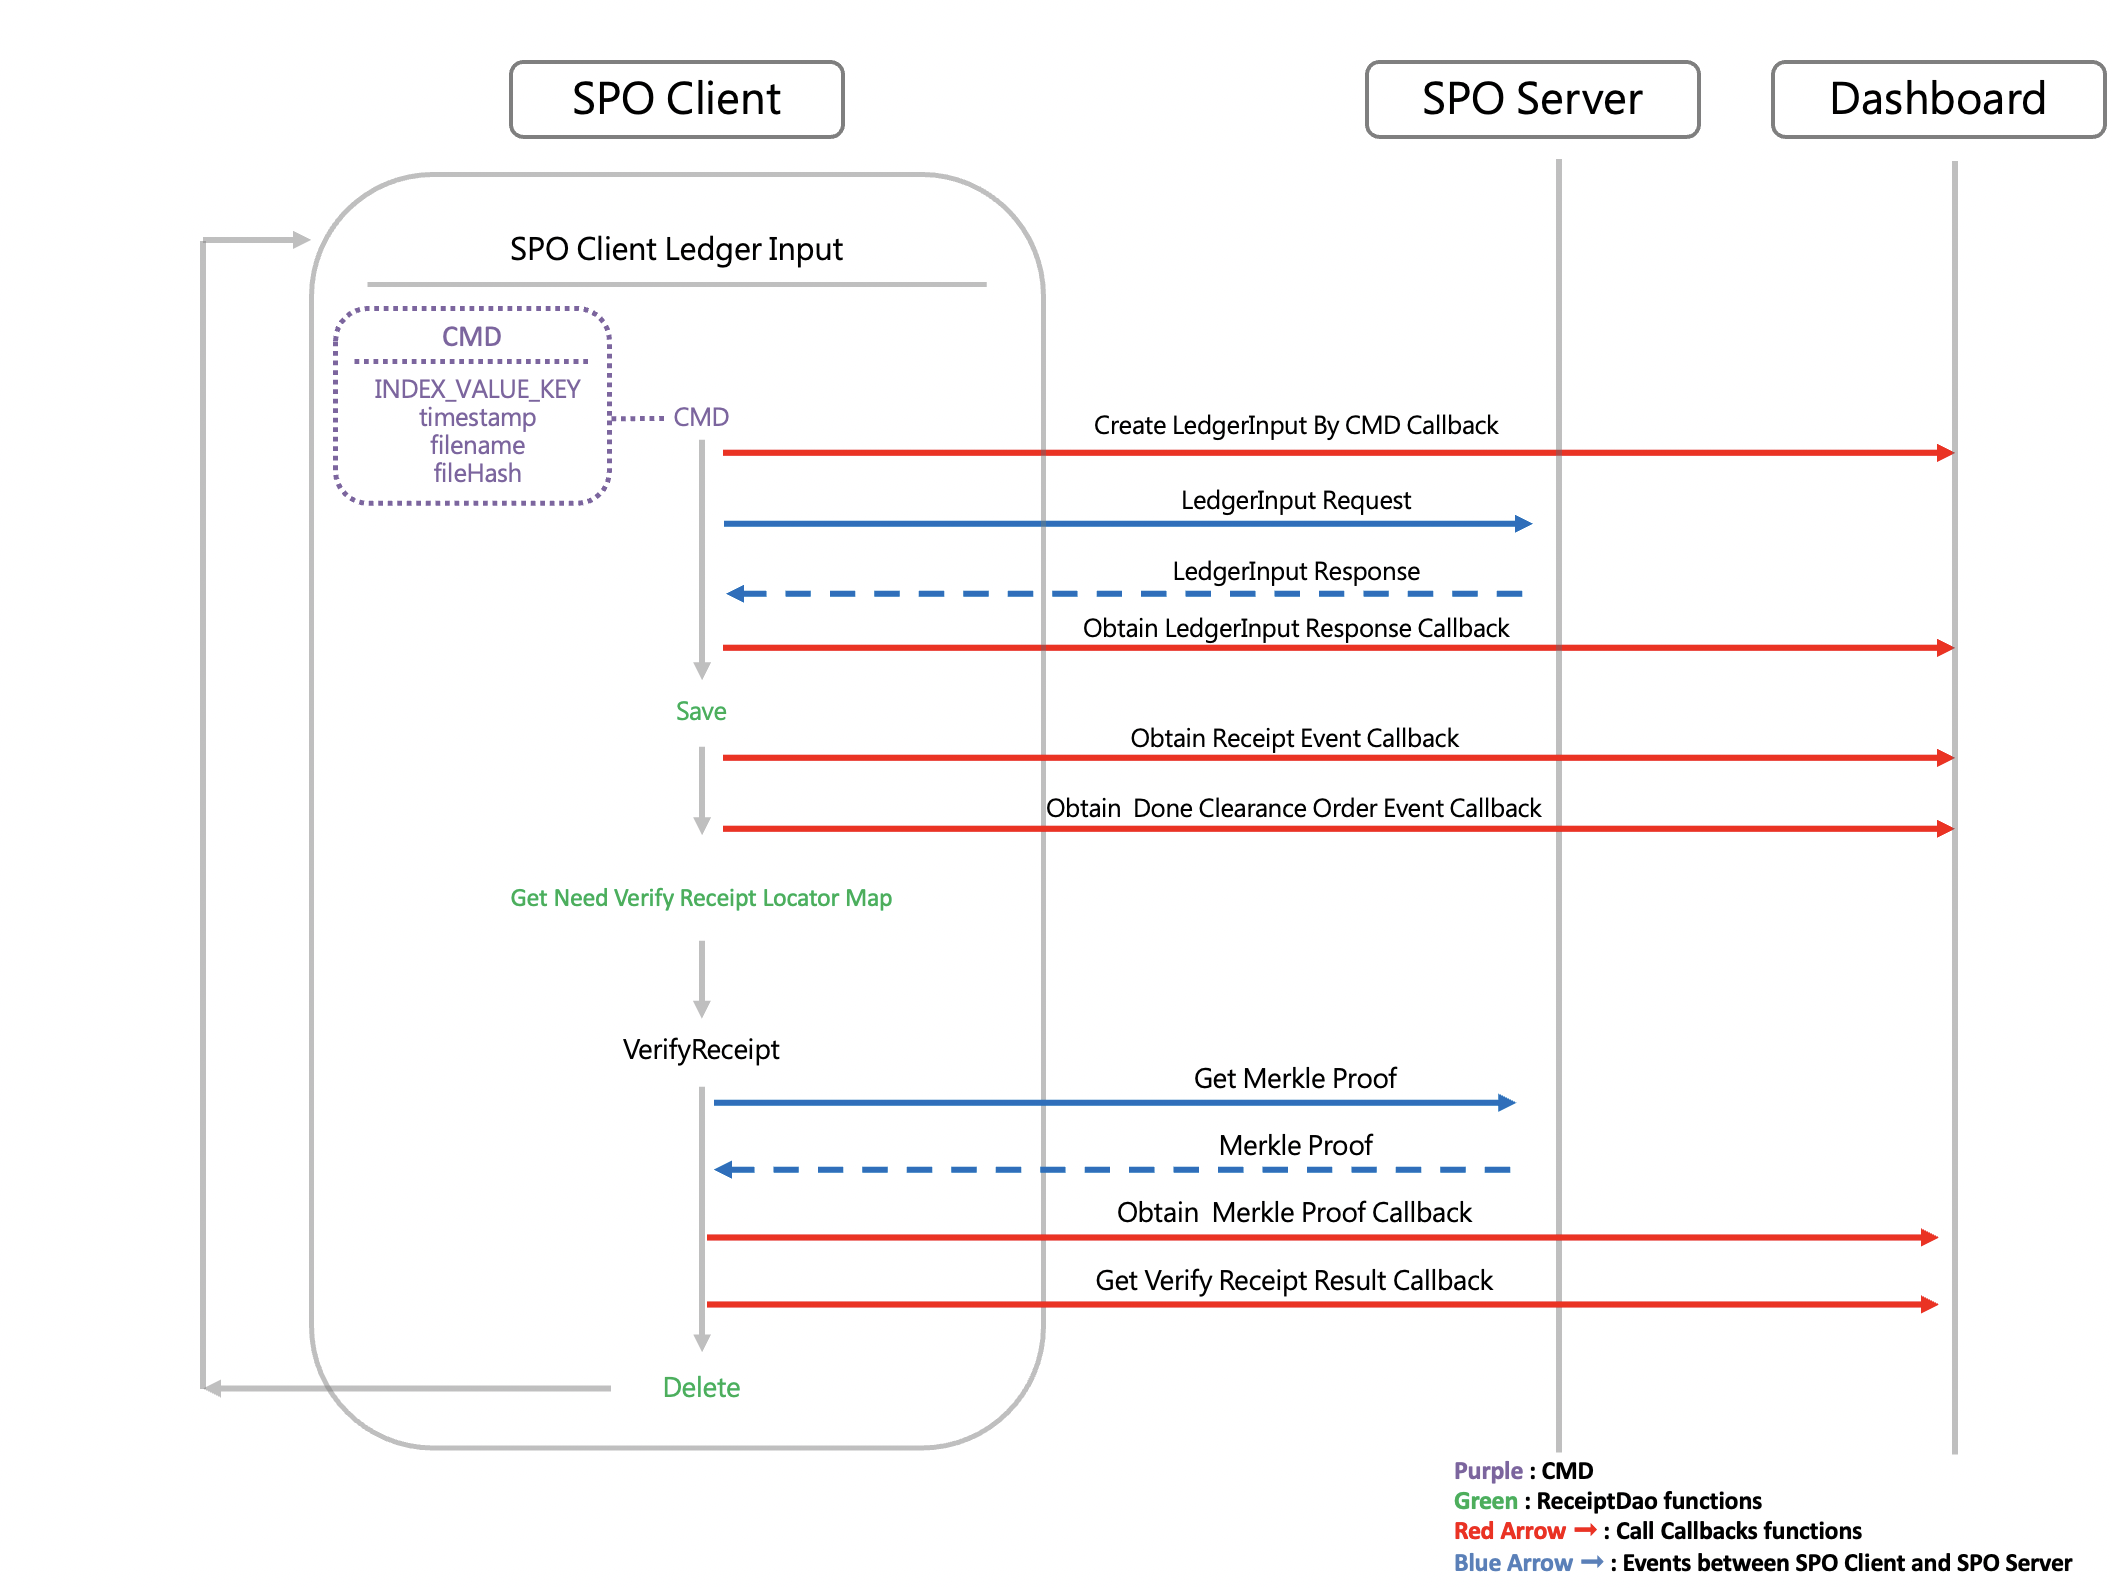 SPO Client
SPO Server
Dashboard
SPO Client Ledger Input
CMD
INDEX_VALUE_KEY
timestamp
filename
fileHash
CMD
Create LedgerInput By CMD Callback
LedgerInput Request
LedgerInput Response
Obtain LedgerInput Response Callback
Save
Obtain Receipt Event Callback
Obtain  Done Clearance Order Event Callback
Get Need Verify Receipt Locator Map
VerifyReceipt
Get Merkle Proof
Merkle Proof
Obtain  Merkle Proof Callback
Get Verify Receipt Result Callback
Delete
Purple : CMD
Green : ReceiptDao functions
Red Arrow → : Call Callbacks functions
Blue Arrow → : Events between SPO Client and SPO Server